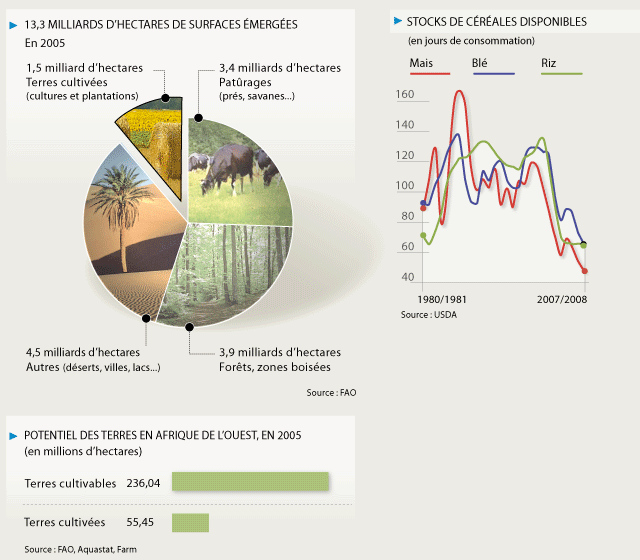 13,3 MILLIARDS D'HECTARES DE SURFACES ÉMERGÉES
En 2005
1,5 milliard d'hectares
Terres cultivées
(cultures et plantations)
3,4 milliards d'hectares
Patûrages
(prés, savanes...)
4,5 milliards d'hectares
Autres (déserts, villes, lacs...)
3,9 milliards d'hectares
Forêts, zones boisées
Source : FAO
STOCKS DE CÉRÉALES DISPONIBLES
(en jours de consommation)
Mais Blé Riz
160
140
120
100
80
60
40
1980/1981 2007/2008
Source : USDA
POTENTIEL DES TERRES EN AFRIQUE DE L'OUEST, EN 2005
(en millions d'hectares)
Terres cultivables 236,04
Terres cultivées 55,45
Source : FAO, Aquastat, Farm